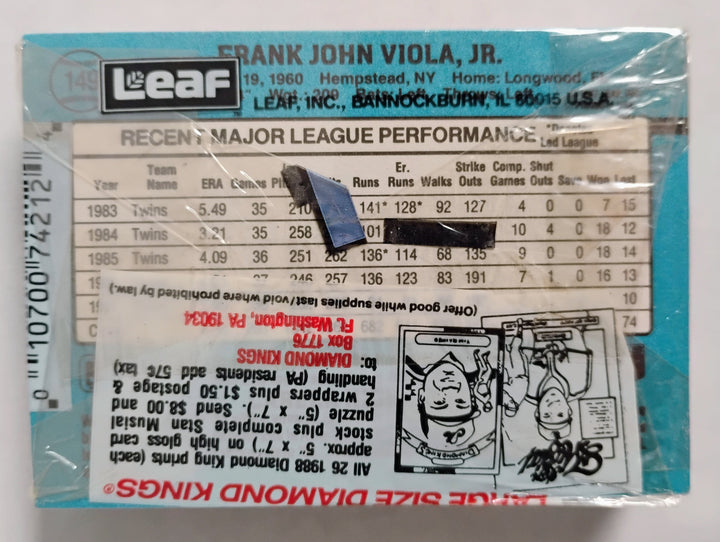 FRANK JOHN VIOLA, JR.
149
Leaf
19, 1960 Hempstead, NY Home: Longwood,
LEAF, INC., BANNOCKBURN, IL 60015 U.S.A.
RECENT MAJOR LEAGUE PERFORMANCE
Led League
Year Team Name ERA Games Runs Er. Runs Walks Strike Outs Comp. Games Shut Outs Save Won Lost
1983 Twins 5.49 35 210 141* 128* 92 127 4 0 0 7 15
1984 Twins 3.21 35 258 101 10 4 0 18 12
1985 Twins 4.09 36 251 262 136* 114 68 135 9 0 0 18 14
246 257 136 123 83 191 7 1 0 16 13
10
682
74
0 10700 74212 4
LARGE SIZE DIAMOND KINGS®
All 26 1988 Diamond King prints (each
approx. 5" x 7") on high gloss card
stock plus complete Stan Musial
puzzle (5" x 7"). Send $8.00 and
2 wrappers plus $1.50 postage &
handling (PA residents add 57¢ tax)
to: DIAMOND KINGS
Box 1776
Ft. Washington, PA 19034
(Offer good while supplies last/void where prohibited by law.)
DIAMOND KING